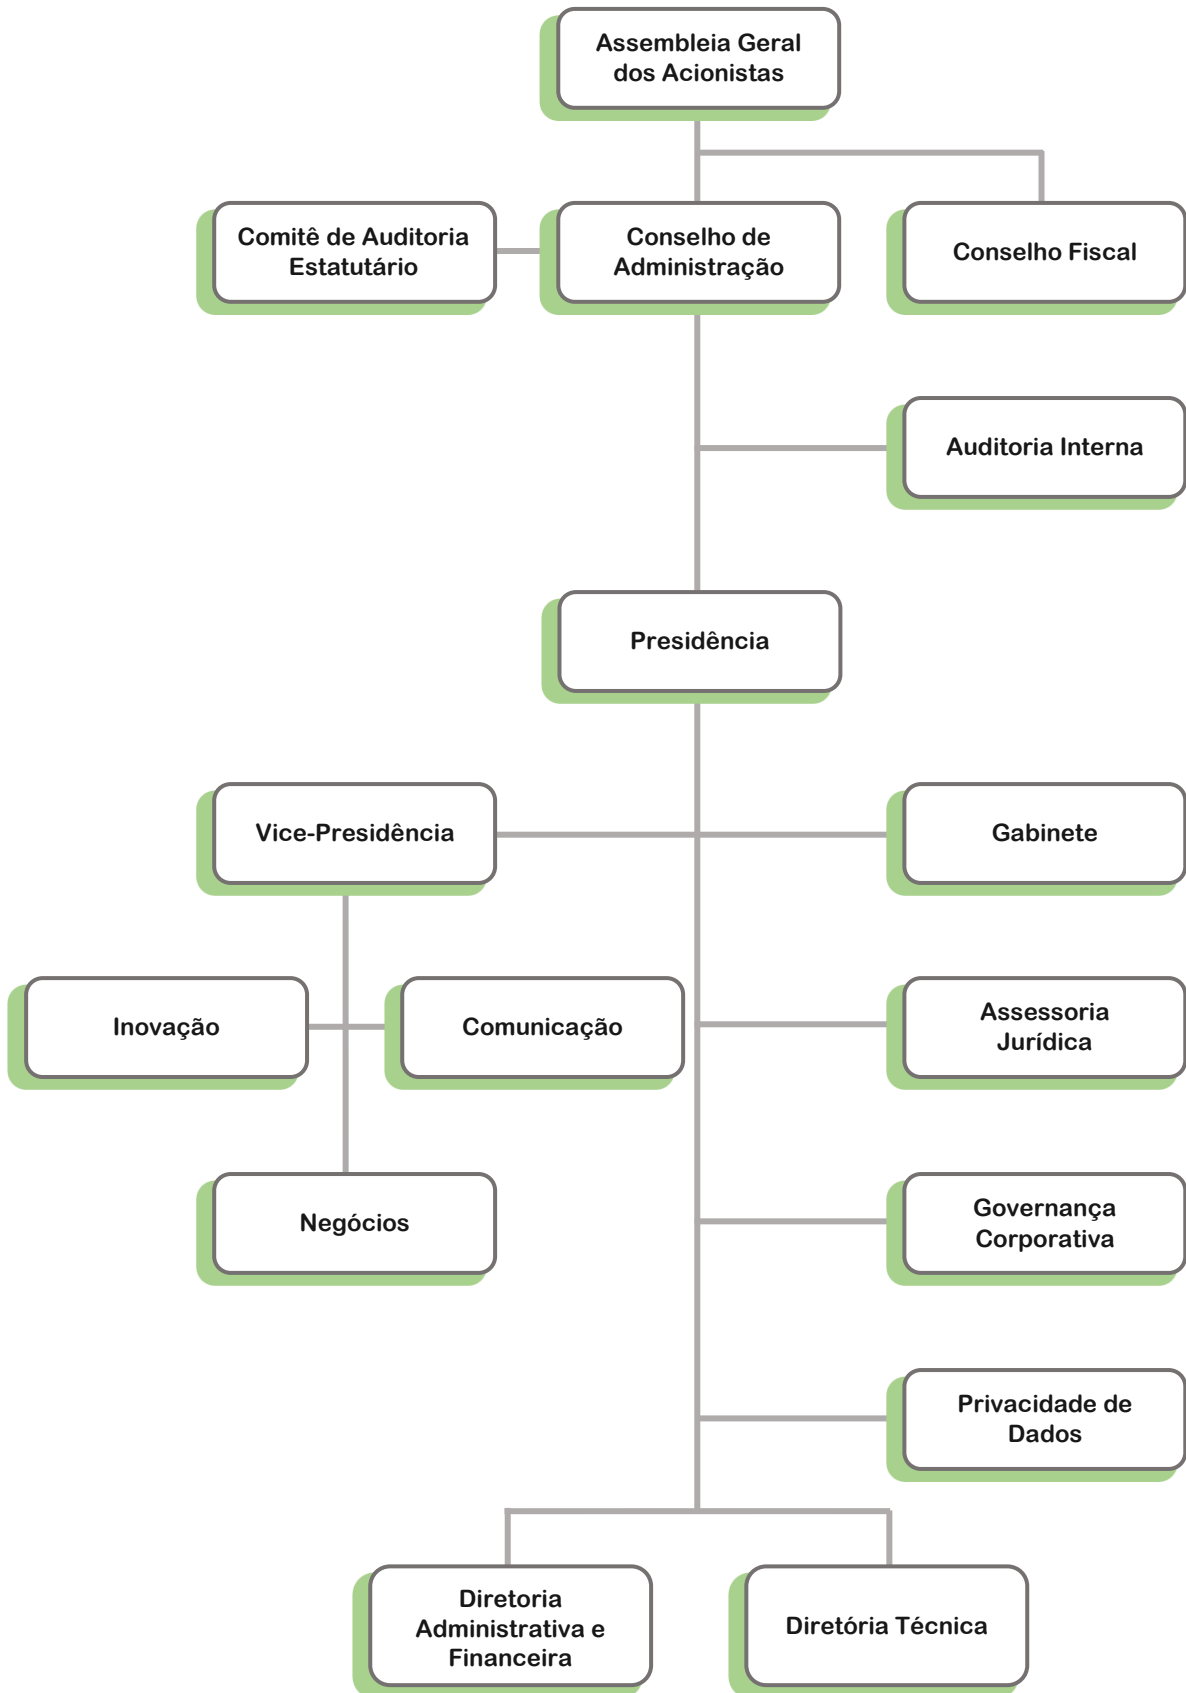 Assembleia Geral
dos Acionistas
Comitê de Auditoria
Estatutário
Conselho de
Administração
Conselho Fiscal
Auditoria Interna
Presidência
Vice-Presidência
Gabinete
Inovação
Comunicação
Assessoria
Jurídica
Negócios
Governança
Corporativa
Privacidade de
Dados
Diretoria
Administrativa e
Financeira
Diretória Técnica